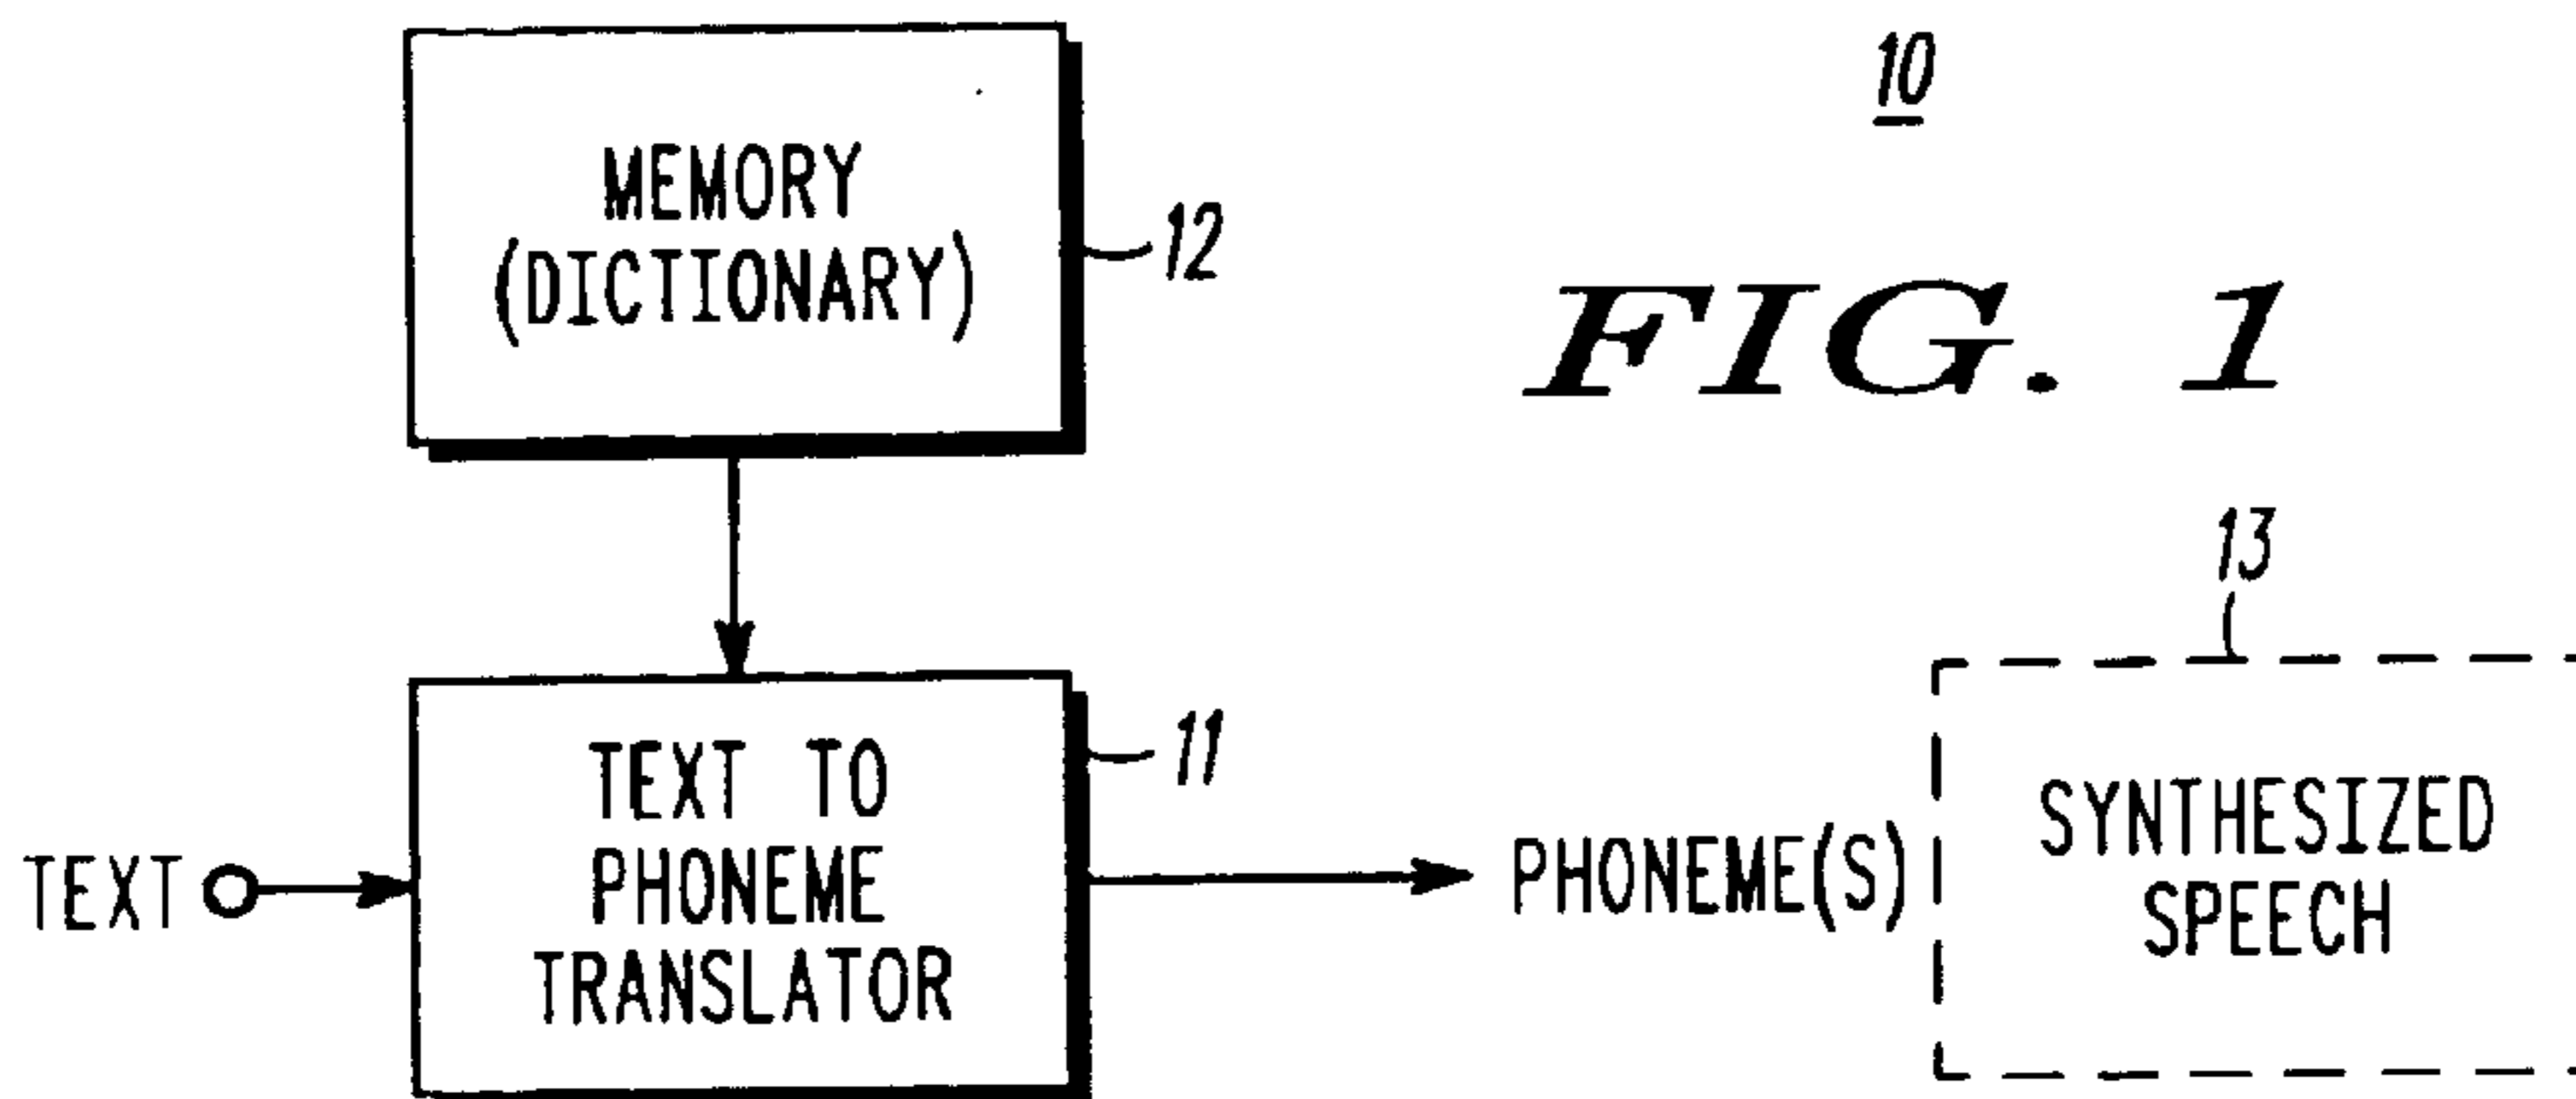 10
MEMORY
(DICTIONARY)
12
FIG. 1
13
TEXT TO
PHONEME
TRANSLATOR
11
TEXT
PHONEME(S)
SYNTHESIZED
SPEECH